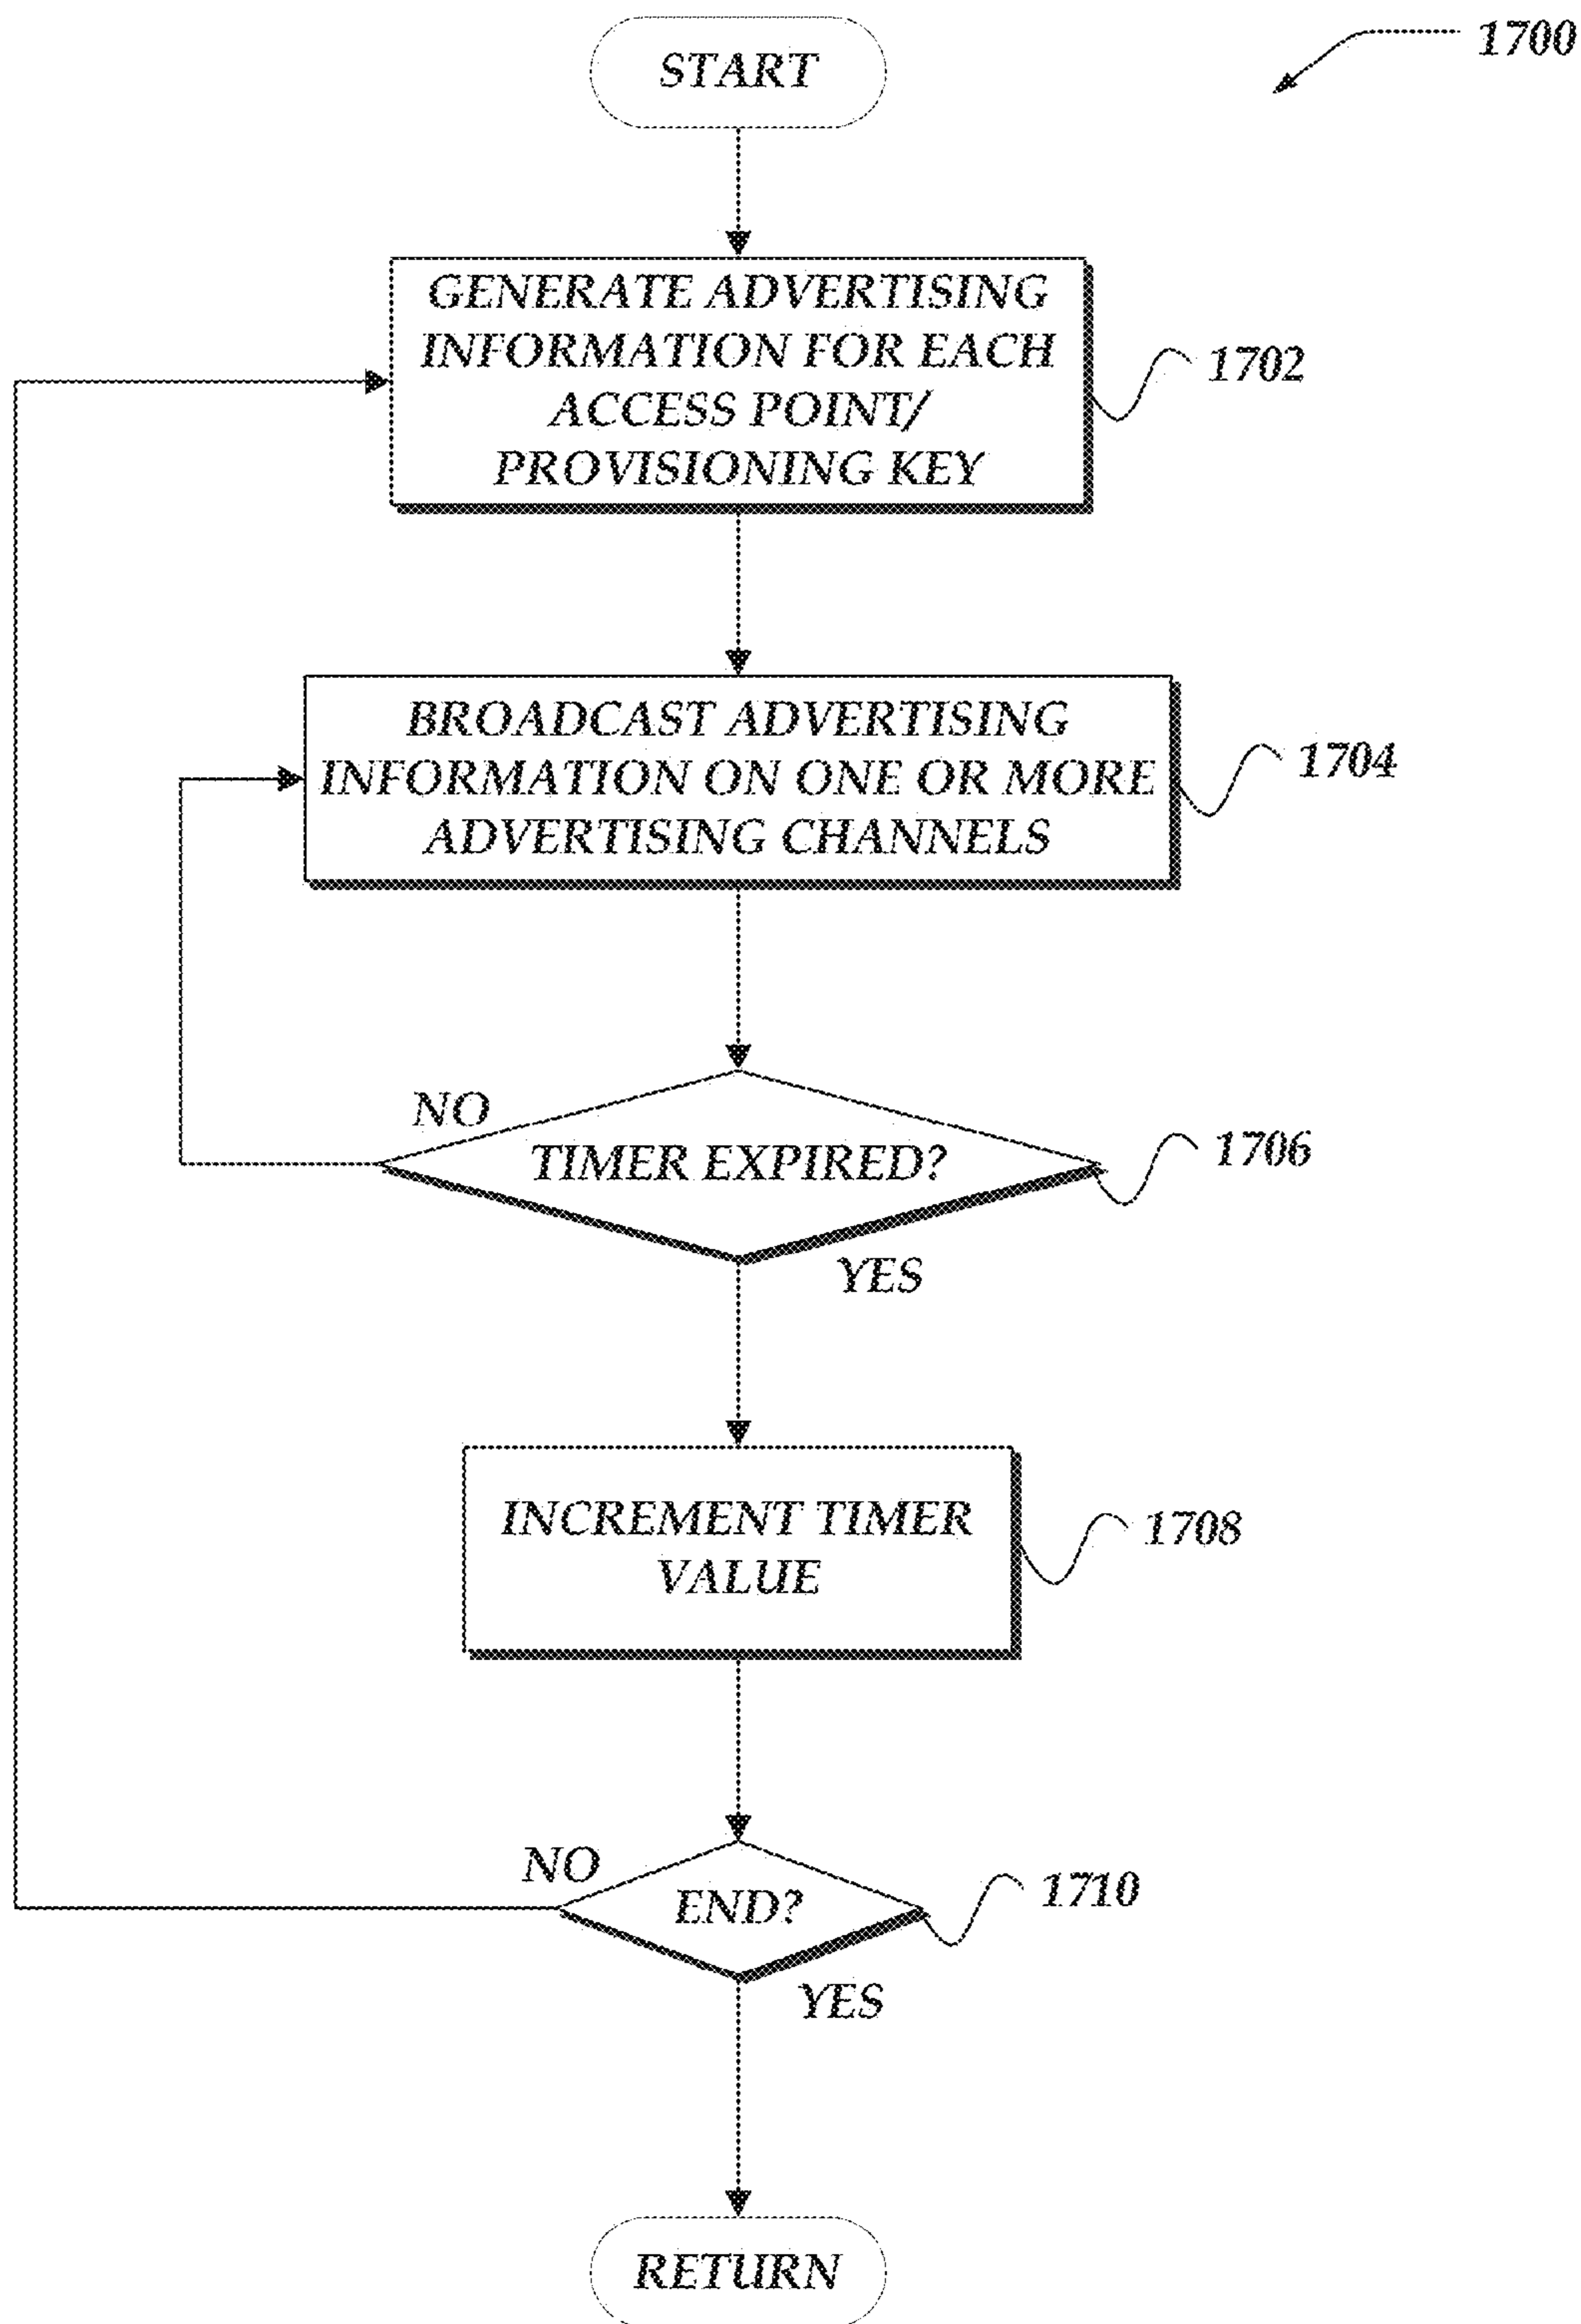 1700
START
GENERATE ADVERTISING
INFORMATION FOR EACH
ACCESS POINT/
PROVISIONING KEY
1702
BROADCAST ADVERTISING
INFORMATION ON ONE OR MORE
ADVERTISING CHANNELS
1704
NO
TIMER EXPIRED?
1706
YES
INCREMENT TIMER
VALUE
1708
NO
END?
1710
YES
RETURN